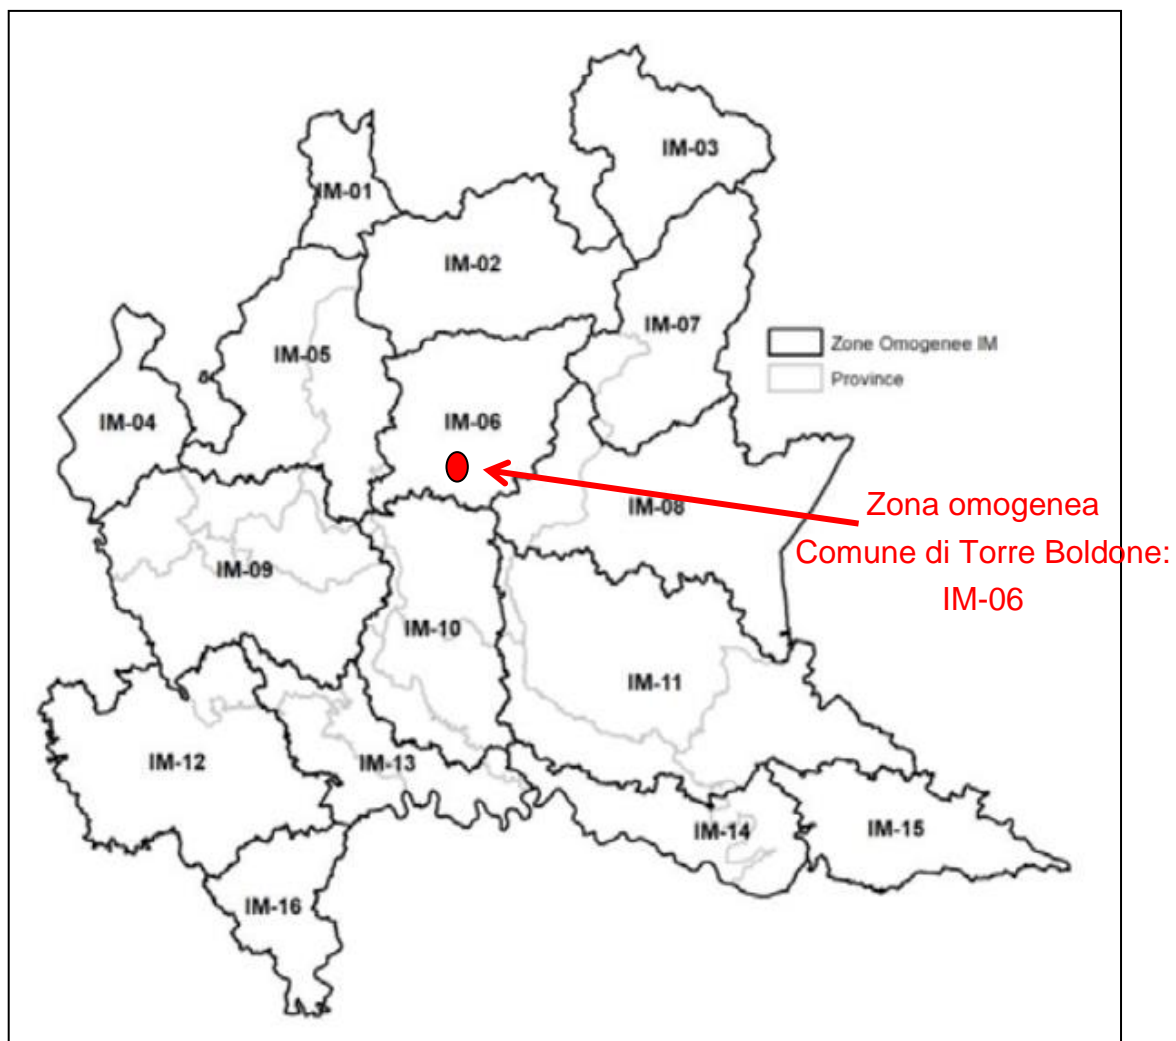 IM-03
IM-01
IM-02
IM-07
Zone Omogenee IM
Province
IM-05
IM-04
IM-06
Zona omogenea
Comune di Torre Boldone:
IM-06
IM-08
IM-09
IM-10
IM-11
IM-12
IM-13
IM-14
IM-15
IM-16